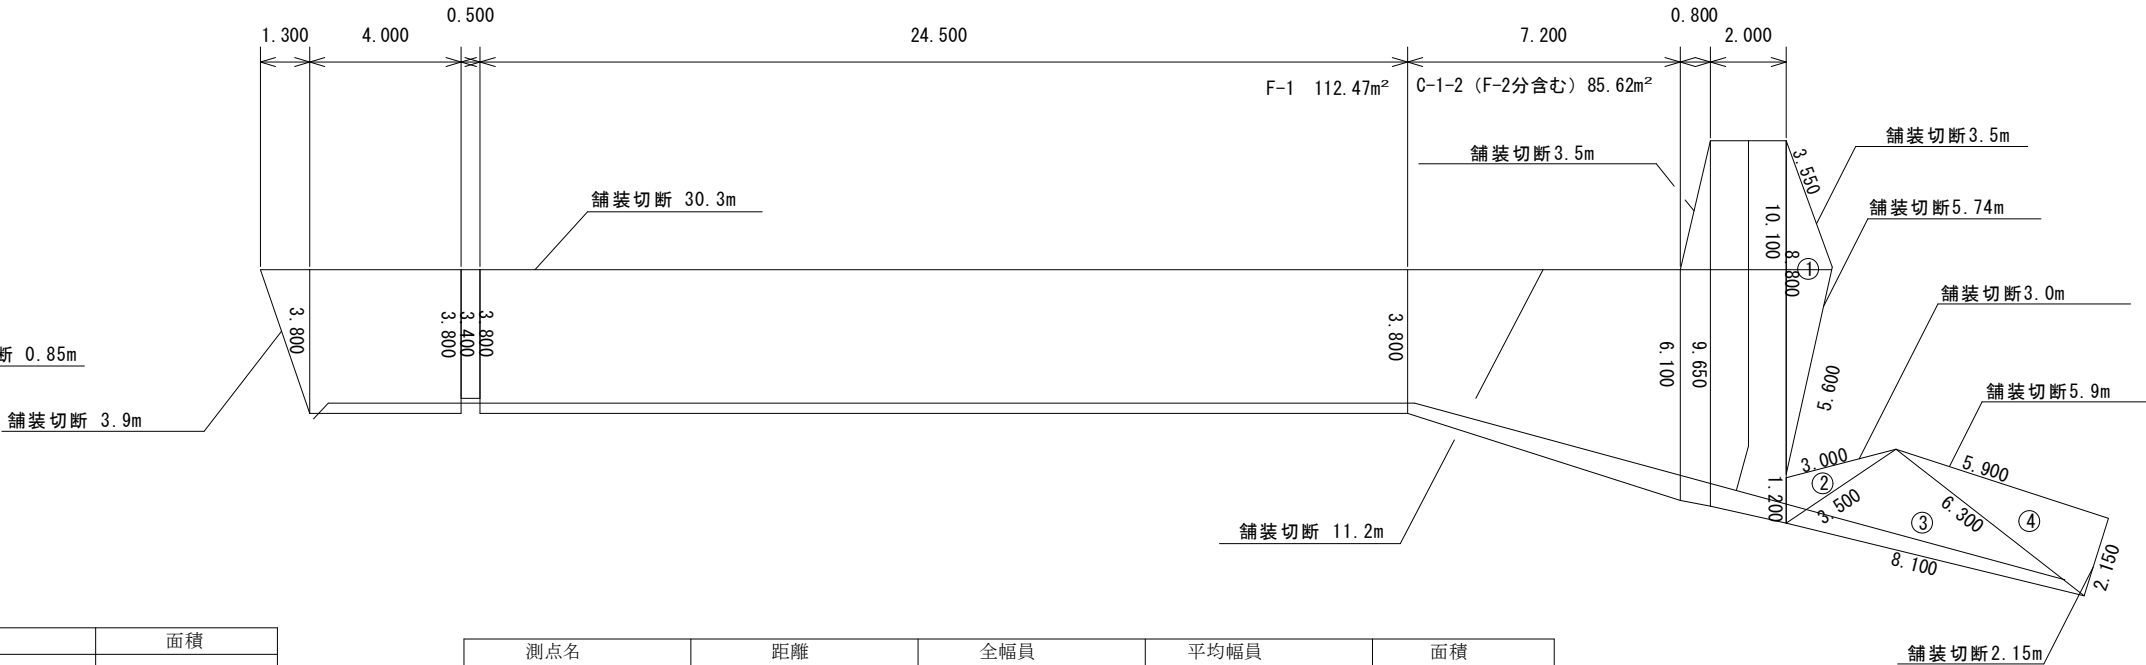 0.500
0.800
1.300
4.000
24.500
7.200
2.000
F-1 112.47m²
C-1-2 (F-2分含む) 85.62m²
舗装切断3.5m
舗装切断3.5m
3.550
舗装切断 30.3m
舗装切断5.74m
10.100
8.800
①
舗装切断3.0m
3.800
3.800
3.400
3.800
3.800
6.100
9.650
断 0.85m
5.600
舗装切断5.9m
舗装切断 3.9m
3.000
②
1.200
3.500
5.900
6.300
③
④
舗装切断 11.2m
8.100
2.150
舗装切断2.15m
面積
測点名 距離 全幅員 平均幅員 面積